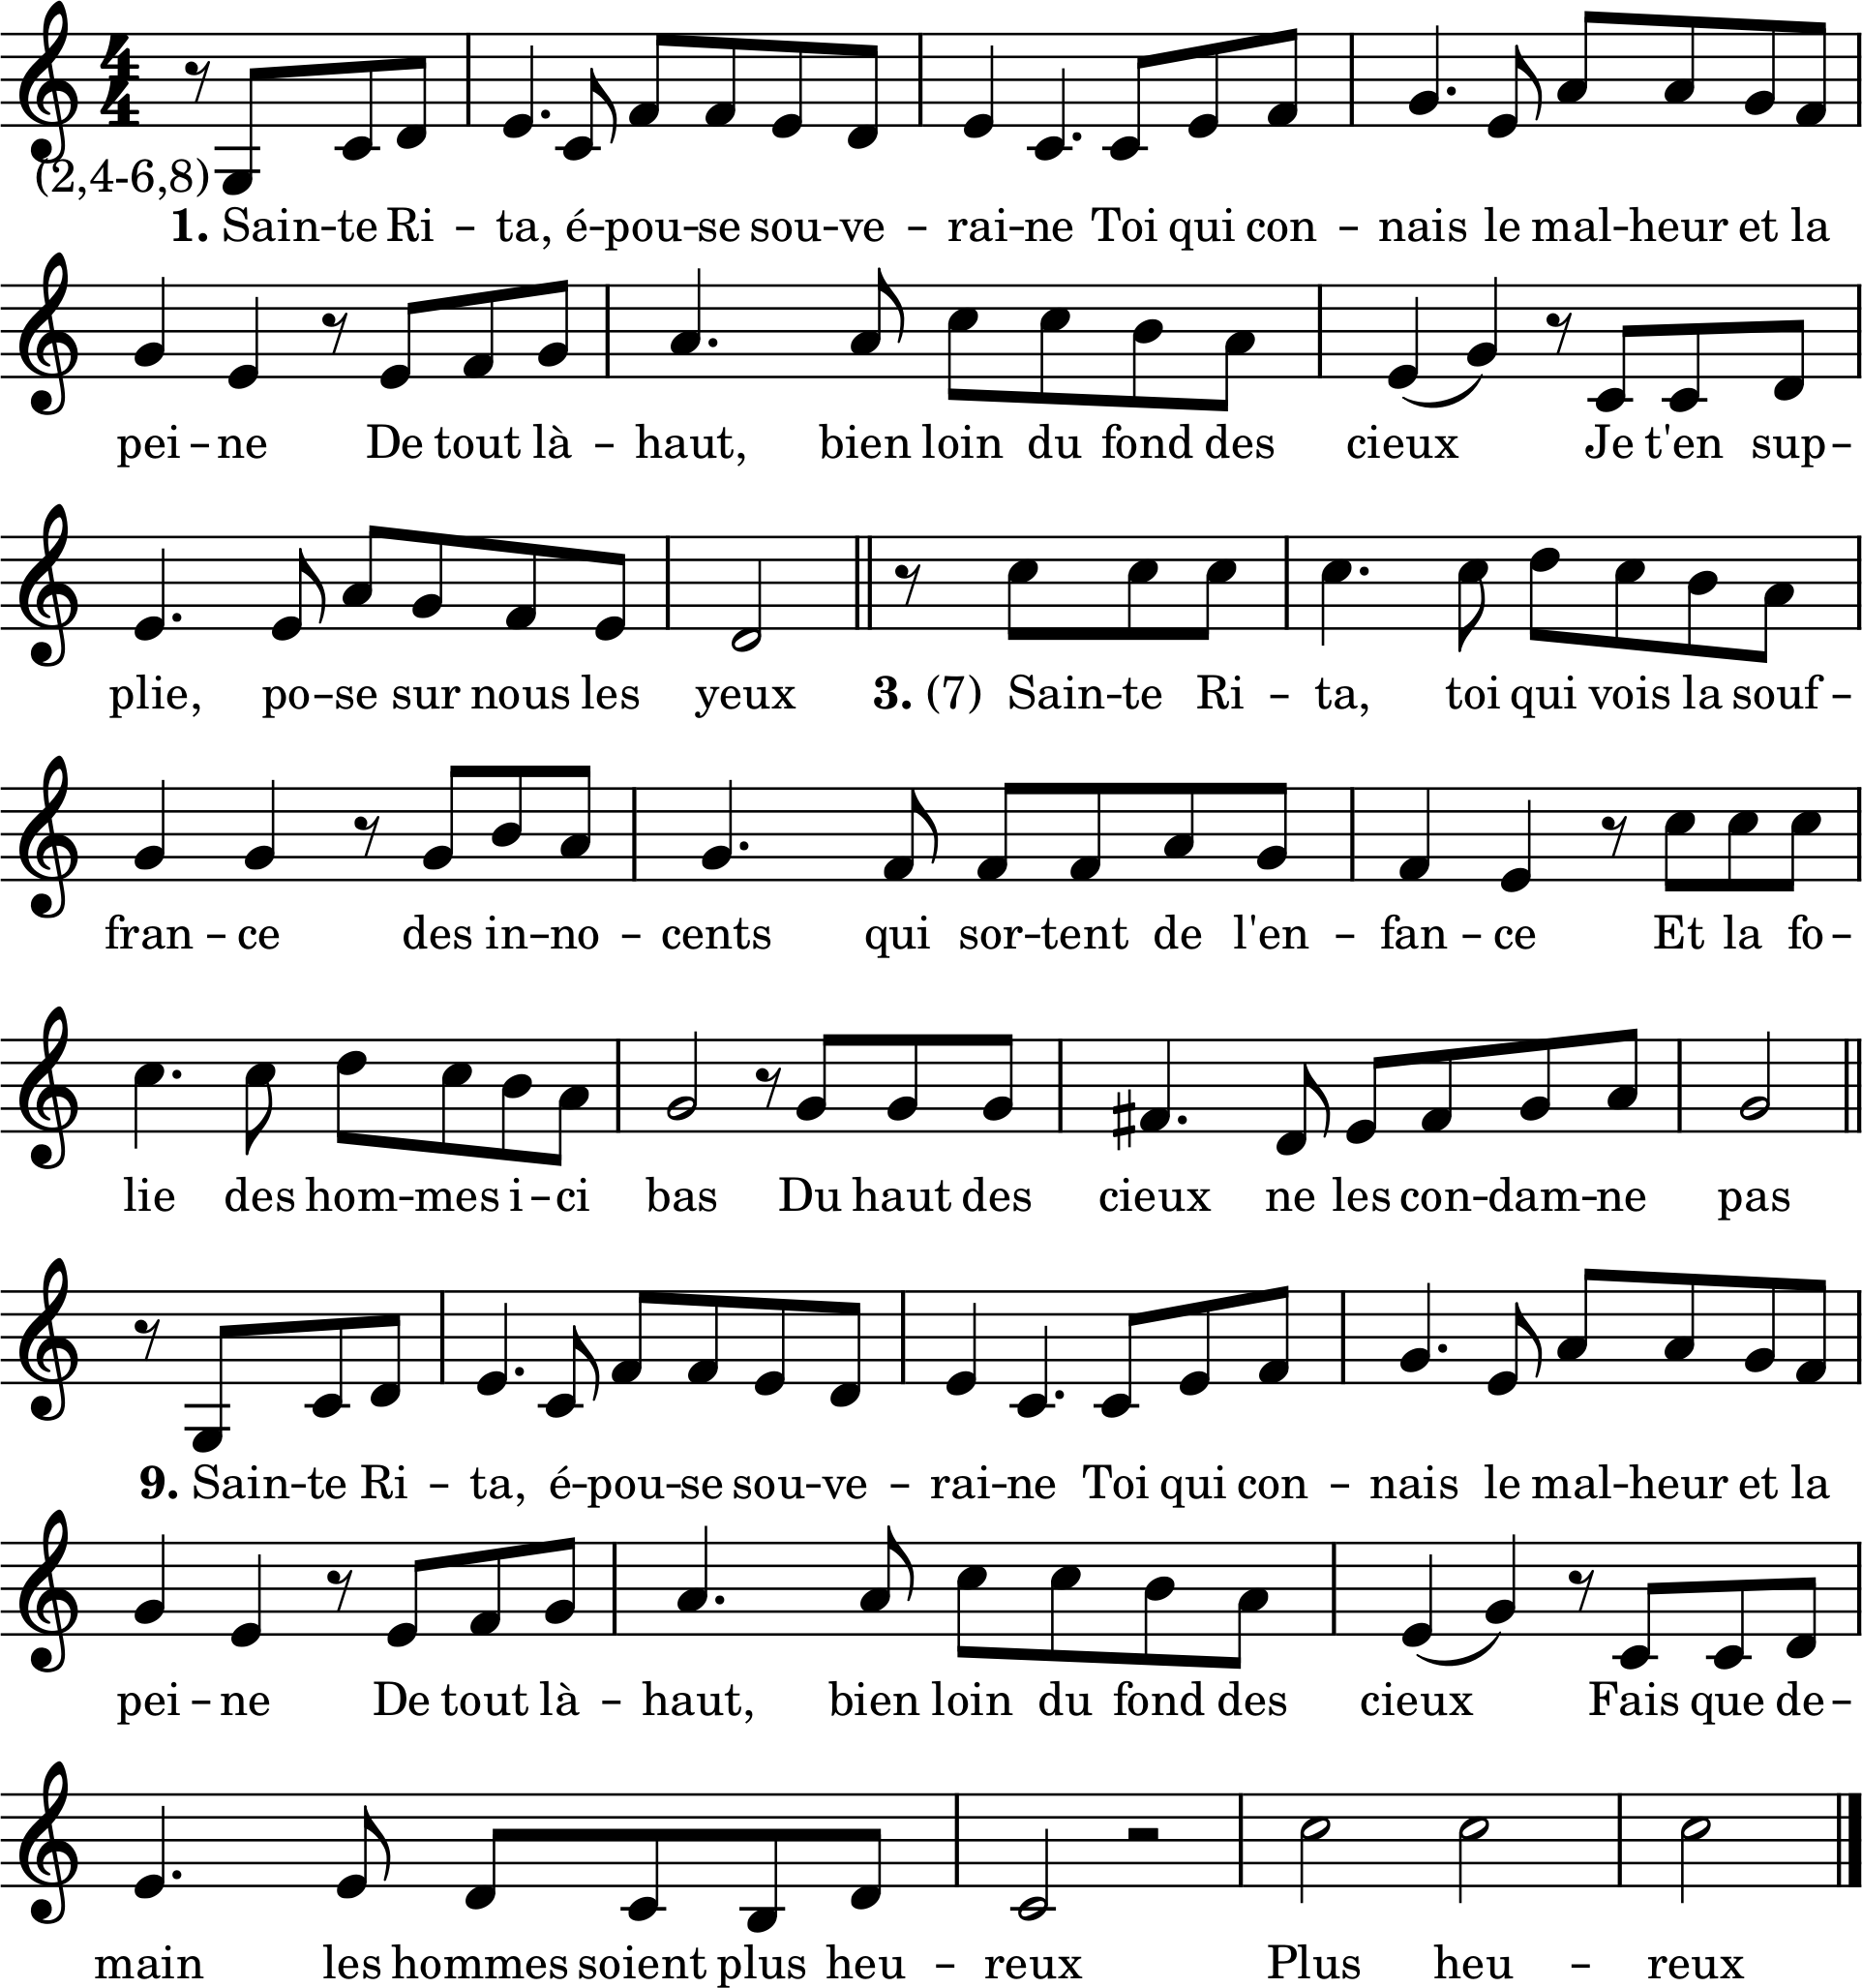 (2,4-6,8)
1. Sain-te Ri - ta, é-pou-se sou-ve - rai-ne Toi qui con - nais le mal-heur et la
pei-ne De tout là - haut, bien loin du fond des cieux Je t'en sup-
plie, po-se sur nous les yeux 3. (7) Sain-te Ri - ta, toi qui vois la souf-
fran-ce des in-no - cents qui sor-tent de l'en - fan-ce Et la fo-
lie des hom-mes i-ci bas Du haut des cieux ne les con-dam-ne pas
9. Sain-te Ri - ta, é-pou-se sou-ve - rai-ne Toi qui con - nais le mal-heur et la
pei-ne De tout là - haut, bien loin du fond des cieux Fais que de-
main les hommes soient plus heu - reux Plus heu - reux